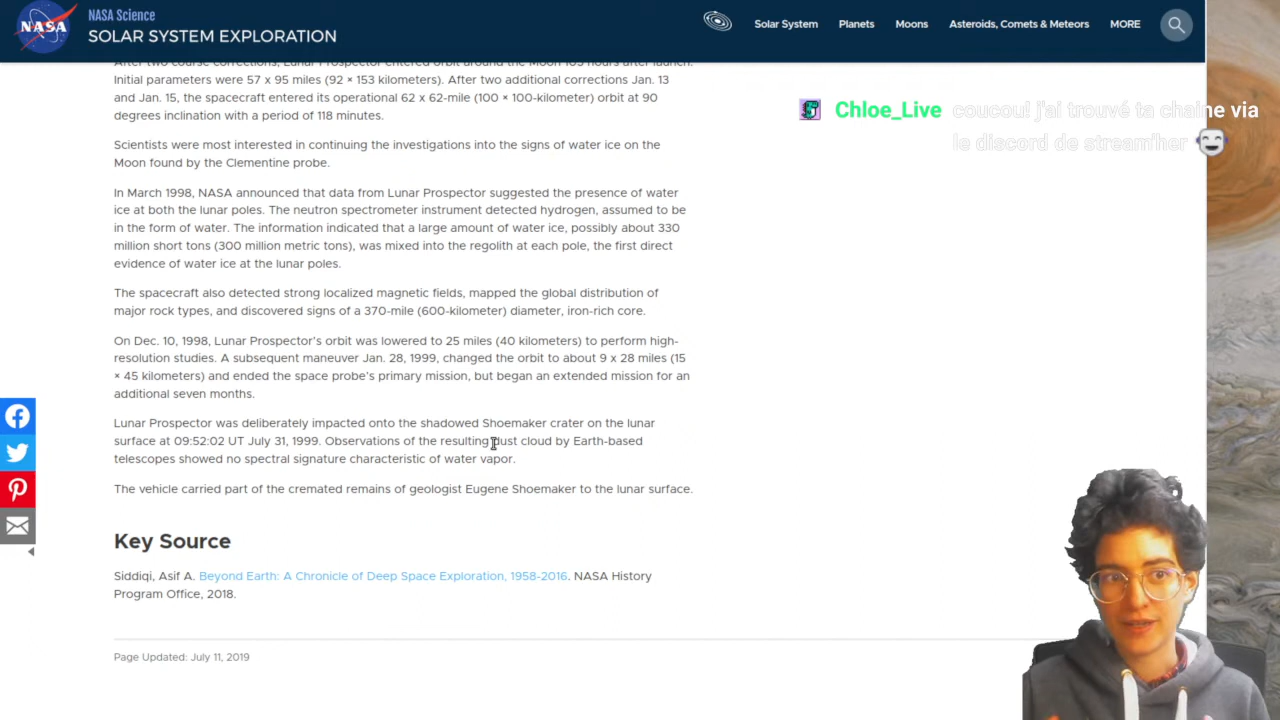 NASA
NASA Science
SOLAR SYSTEM EXPLORATION
Solar System
Planets
Moons
Asteroids, Comets & Meteors
MORE
After two course corrections, Lunar Prospector entered orbit around the Moon 105 hours after launch.
Initial parameters were 57 x 95 miles (92 × 153 kilometers). After two additional corrections Jan. 13
and Jan. 15, the spacecraft entered its operational 62 x 62-mile (100 × 100-kilometer) orbit at 90
degrees inclination with a period of 118 minutes.
Scientists were most interested in continuing the investigations into the signs of water ice on the
Moon found by the Clementine probe.
In March 1998, NASA announced that data from Lunar Prospector suggested the presence of water
ice at both the lunar poles. The neutron spectrometer instrument detected hydrogen, assumed to be
in the form of water. The information indicated that a large amount of water ice, possibly about 330
million short tons (300 million metric tons), was mixed into the regolith at each pole, the first direct
evidence of water ice at the lunar poles.
The spacecraft also detected strong localized magnetic fields, mapped the global distribution of
major rock types, and discovered signs of a 370-mile (600-kilometer) diameter, iron-rich core.
On Dec. 10, 1998, Lunar Prospector's orbit was lowered to 25 miles (40 kilometers) to perform high-
resolution studies. A subsequent maneuver Jan. 28, 1999, changed the orbit to about 9 x 28 miles (15
× 45 kilometers) and ended the space probe's primary mission, but began an extended mission for an
additional seven months.
Lunar Prospector was deliberately impacted onto the shadowed Shoemaker crater on the lunar
surface at 09:52:02 UT July 31, 1999. Observations of the resulting dust cloud by Earth-based
telescopes showed no spectral signature characteristic of water vapor.
The vehicle carried part of the cremated remains of geologist Eugene Shoemaker to the lunar surface.
Key Source
Siddiqi, Asif A. Beyond Earth: A Chronicle of Deep Space Exploration, 1958-2016. NASA History
Program Office, 2018.
Page Updated: July 11, 2019
Chloe_Live coucou! j'ai trouvé ta chaîne via
le discord de stream'her